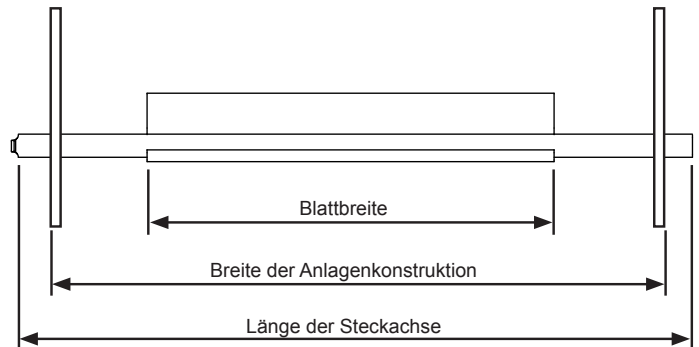 Blattbreite
Breite der Anlagenkonstruktion
Länge der Steckachse